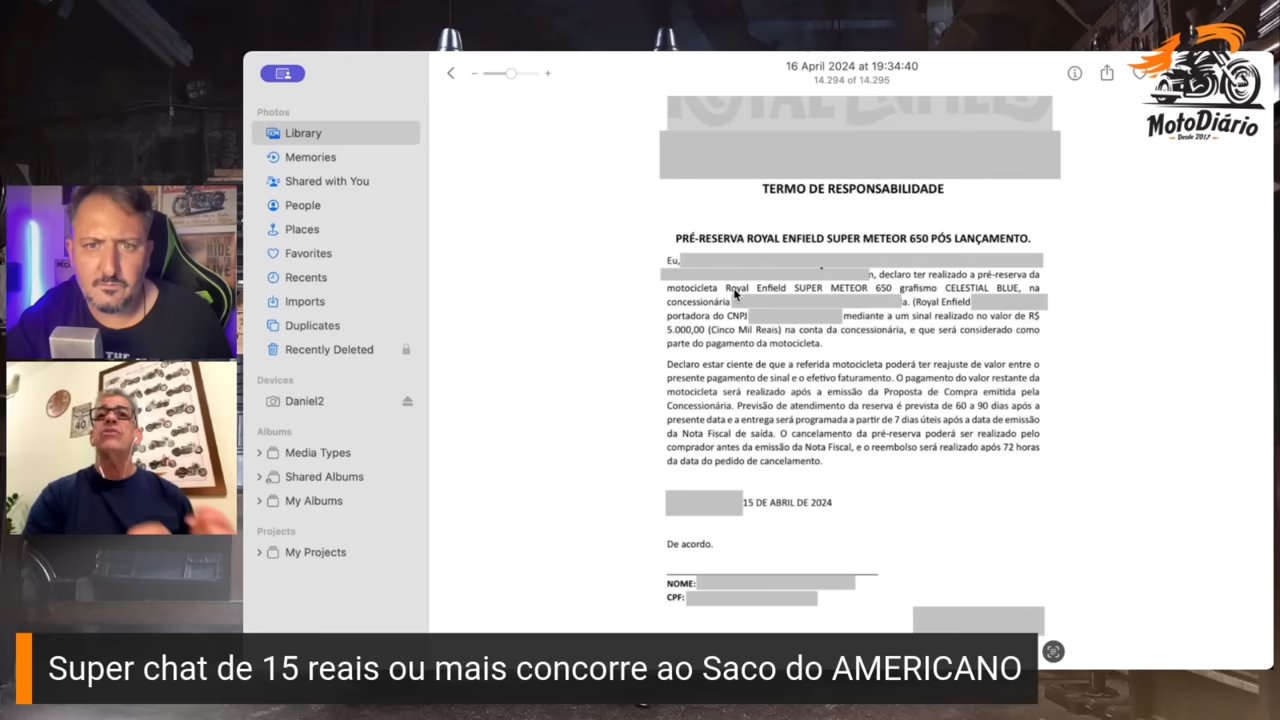 16 April 2024 at 19:34:40
14.294 of 14.295
MotoDiário
Desde 2017
Photos
Library
Memories
Shared with You
People
Places
Favorites
Recents
Imports
Duplicates
Recently Deleted
Devices
Daniel2
Albums
Media Types
Shared Albums
My Albums
Projects
My Projects
ROYAL ENFIELD
TERMO DE RESPONSABILIDADE
PRÉ-RESERVA ROYAL ENFIELD SUPER METEOR 650 PÓS LANÇAMENTO.
Eu,
n, declaro ter realizado a pré-reserva da
motocicleta Royal Enfield SUPER METEOR 650 grafismo CELESTIAL BLUE, na
concessionária a. (Royal Enfield
portadora do CNPJ mediante a um sinal realizado no valor de R$
5.000,00 (Cinco Mil Reais) na conta da concessionária, e que será considerado como
parte do pagamento da motocicleta.
Declaro estar ciente de que a referida motocicleta poderá ter reajuste de valor entre o
presente pagamento de sinal e o efetivo faturamento. O pagamento do valor restante da
motocicleta será realizado após a emissão da Proposta de Compra emitida pela
Concessionária. Previsão de atendimento da reserva é prevista de 60 a 90 dias após a
presente data e a entrega será programada a partir de 7 dias úteis após a data de emissão
da Nota Fiscal de saída. O cancelamento da pré-reserva poderá ser realizado pelo
comprador antes da emissão da Nota Fiscal, e o reembolso será realizado após 72 horas
da data do pedido de cancelamento.
15 DE ABRIL DE 2024
De acordo.
NOME:
CPF:
Super chat de 15 reais ou mais concorre ao Saco do AMERICANO